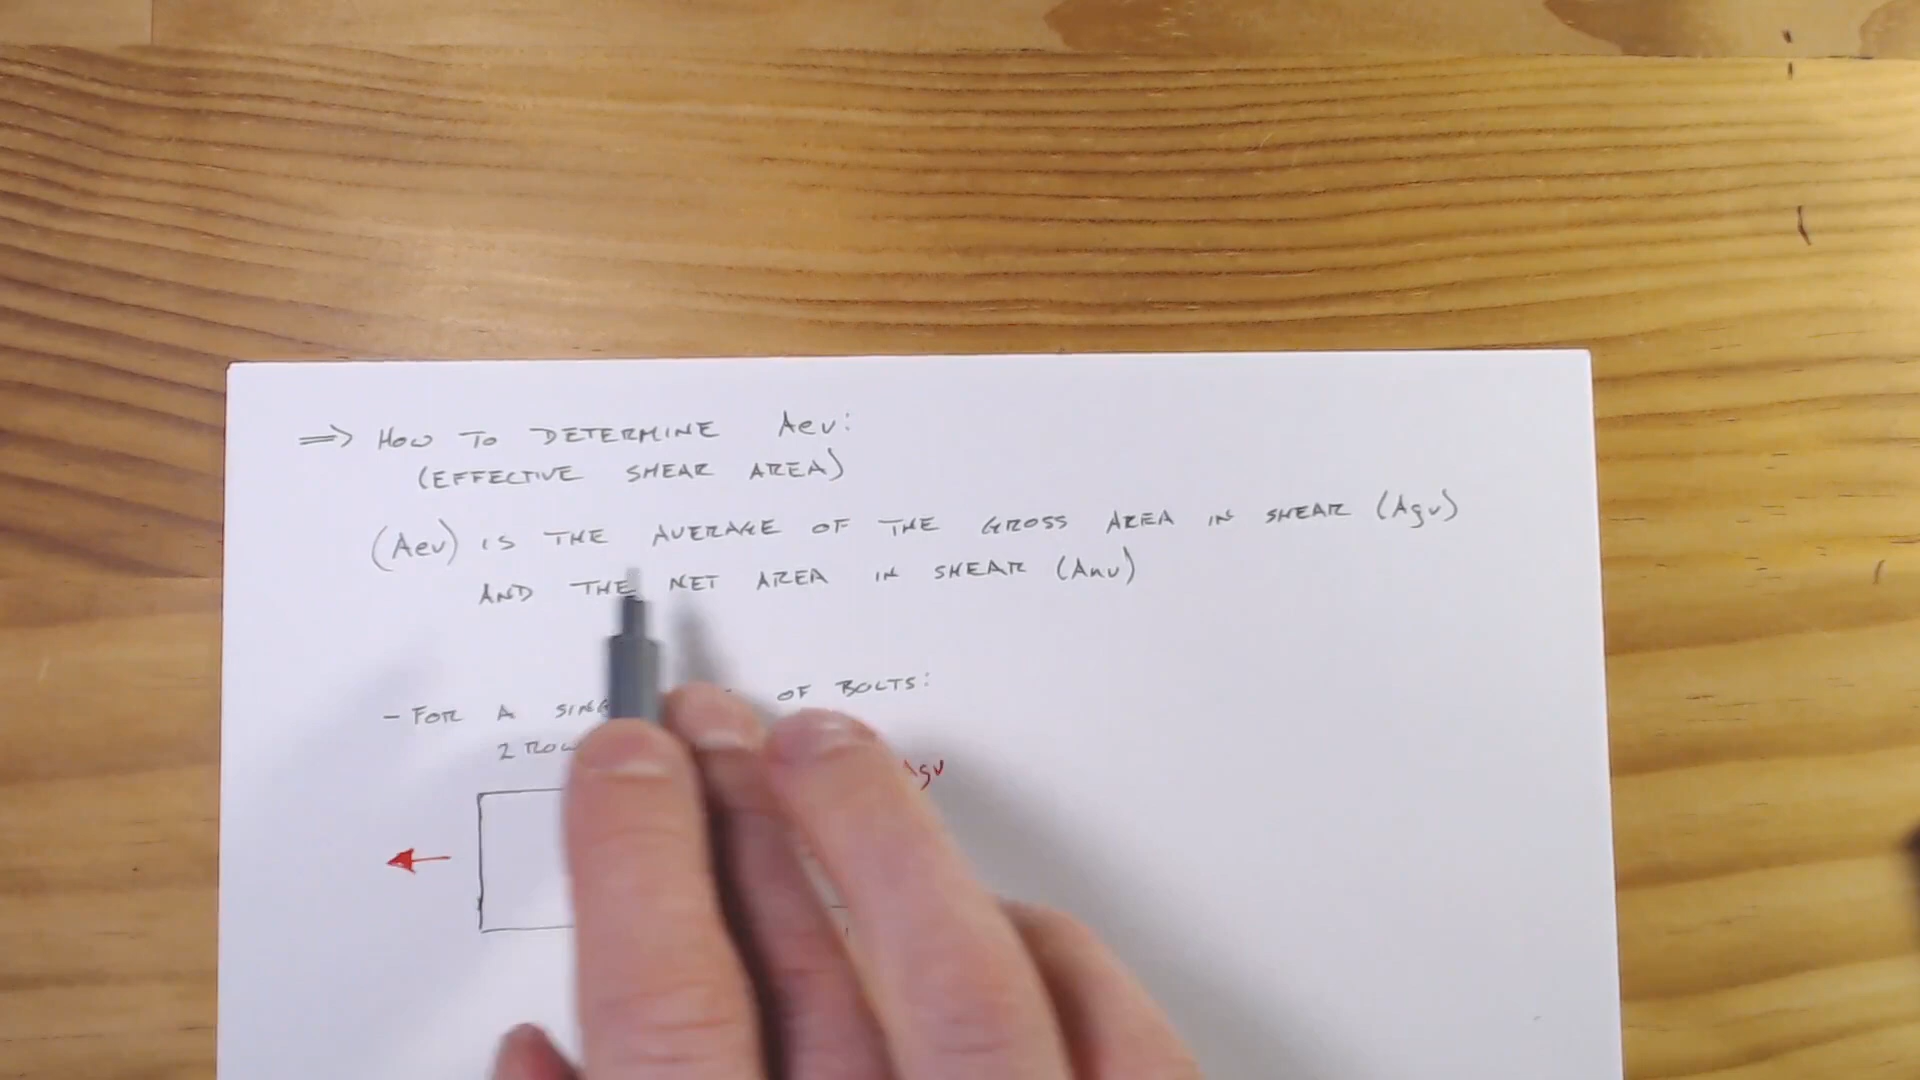 => HOW TO DETERMINE Aev:
(EFFECTIVE SHEAR AREA)
(Aev) IS THE AVERAGE OF THE GROSS AREA IN SHEAR (Agv)
AND THE NET AREA IN SHEAR (Anv)
- FOR A OF BOLTS:
2
Agv